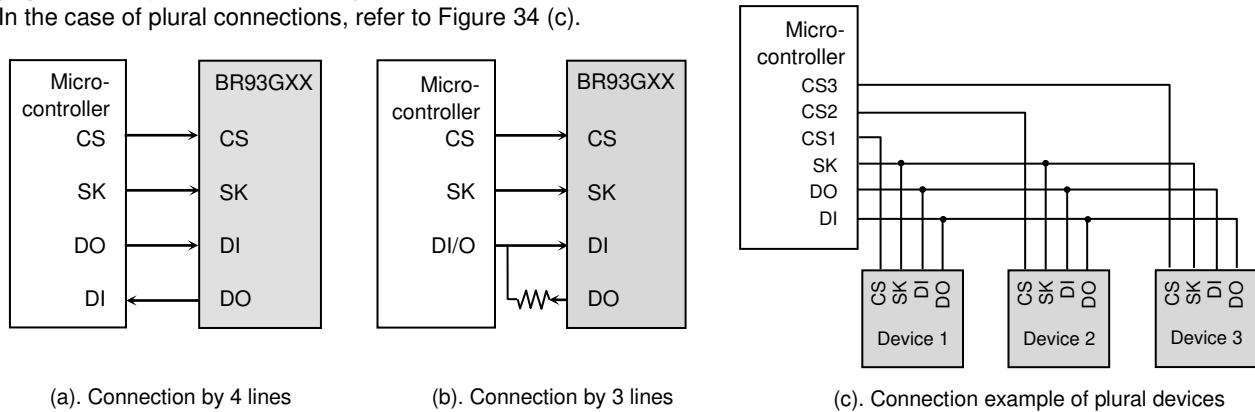 In the case of plural connections, refer to Figure 34 (c).
Micro-
controller
CS
SK
DO
DI
BR93GXX
CS
SK
DI
DO
(a). Connection by 4 lines
Micro-
controller
CS
SK
DI/O
BR93GXX
CS
SK
DI
DO
(b). Connection by 3 lines
Micro-
controller
CS3
CS2
CS1
SK
DO
DI
CS
SK
DI
DO
Device 1
CS
SK
DI
DO
Device 2
CS
SK
DI
DO
Device 3
(c). Connection example of plural devices